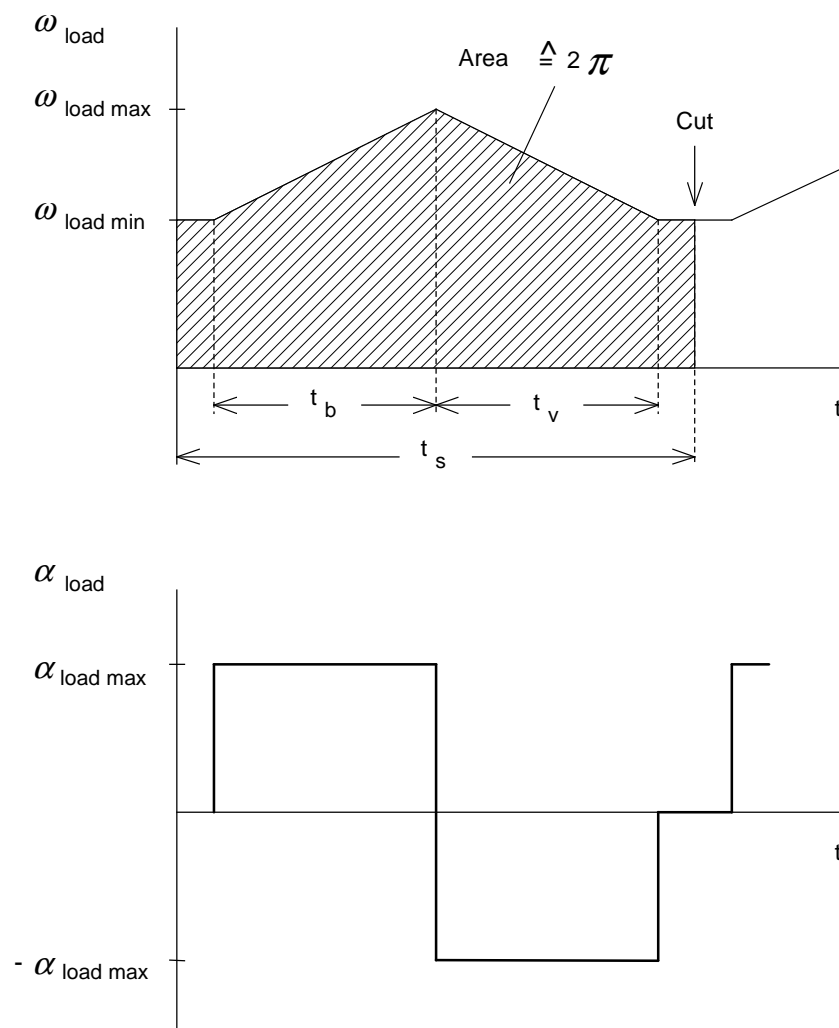 ω load
Area ≙ 2 π
ω load max
Cut
ω load min
t b
t v
t
t s
α load
α load max
t
- α load max